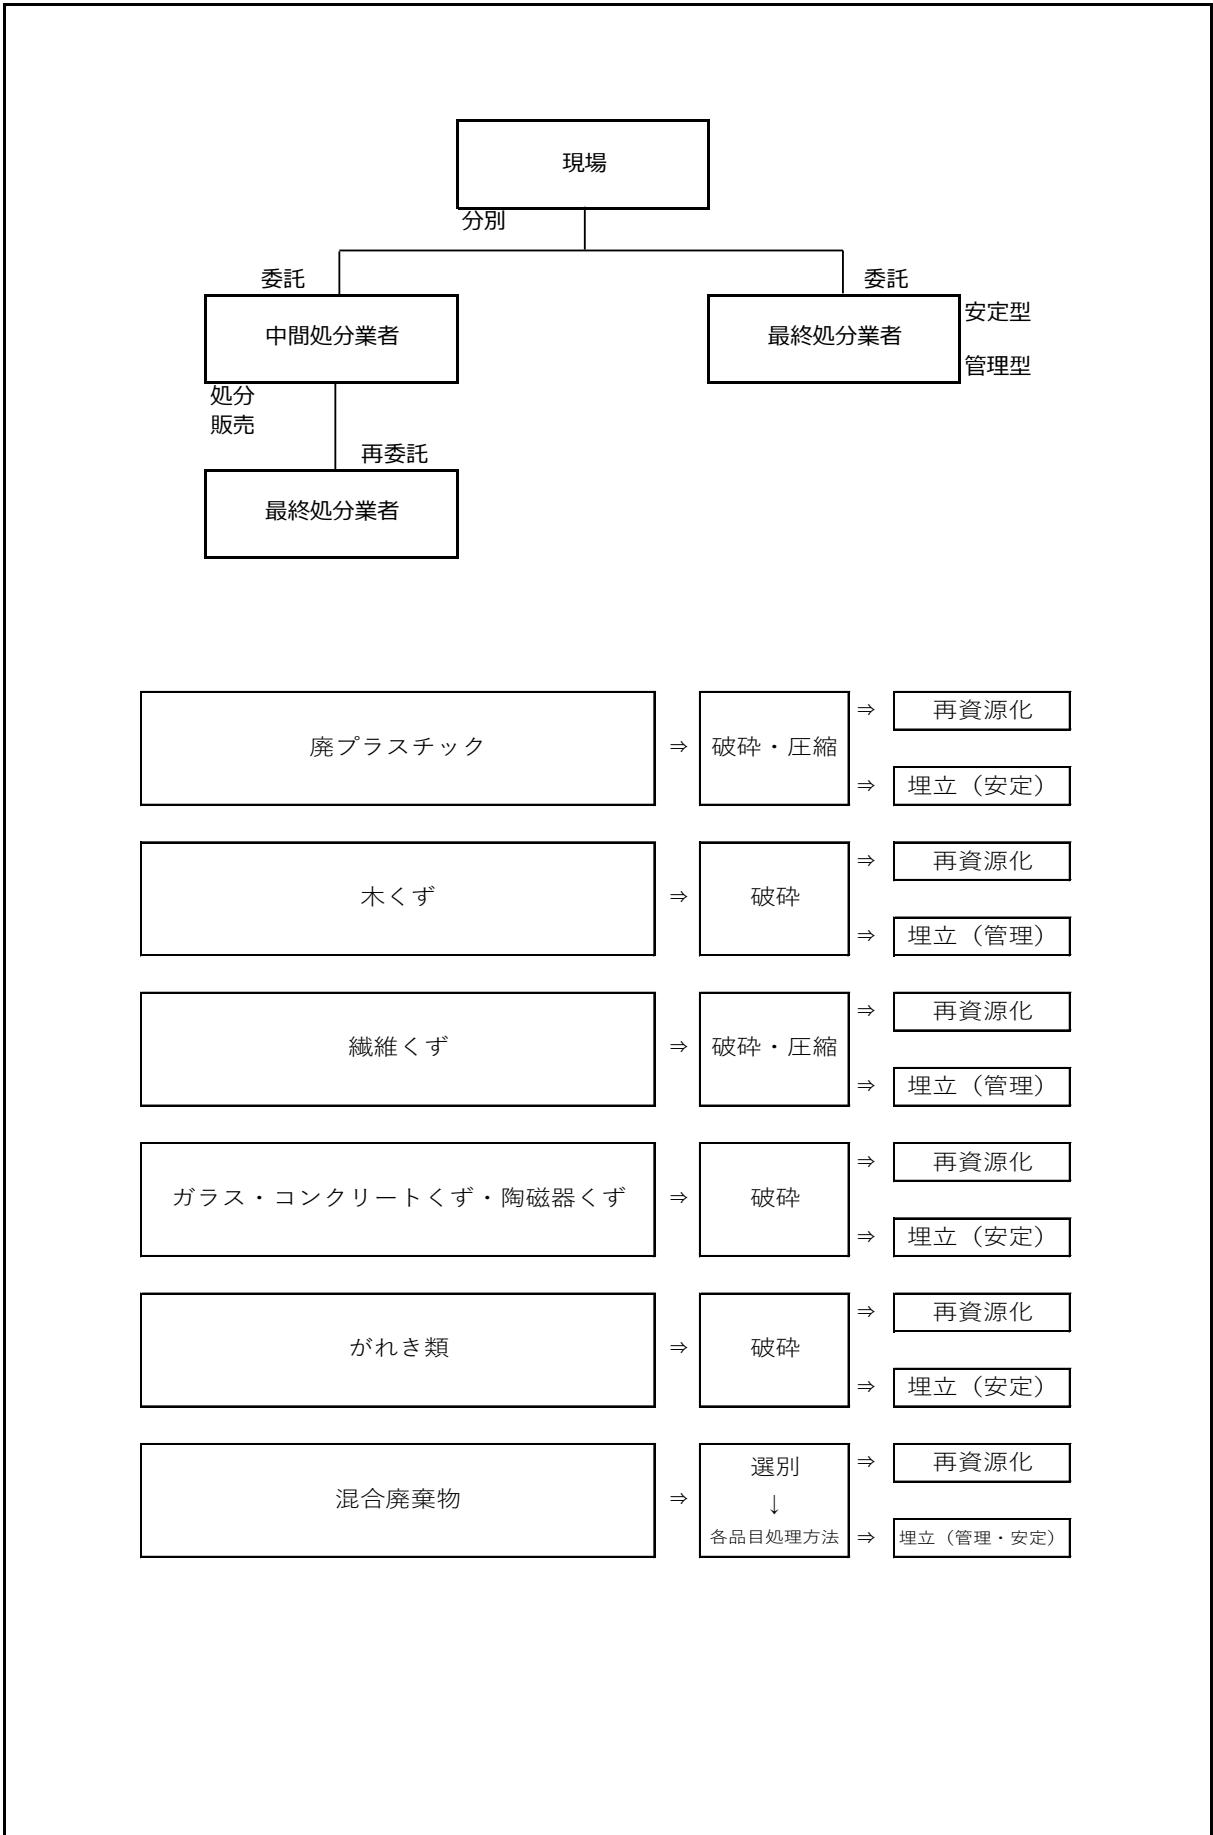 現場
分別
委託
委託
中間処分業者
最終処分業者
安定型
管理型
処分
販売
再委託
最終処分業者
廃プラスチック
⇒
破砕・圧縮
⇒
再資源化
⇒
埋立（安定）
木くず
⇒
破砕
⇒
再資源化
⇒
埋立（管理）
繊維くず
⇒
破砕・圧縮
⇒
再資源化
⇒
埋立（管理）
ガラス・コンクリートくず・陶磁器くず
⇒
破砕
⇒
再資源化
⇒
埋立（安定）
がれき類
⇒
破砕
⇒
再資源化
⇒
埋立（安定）
混合廃棄物
⇒
選別
↓
各品目処理方法
⇒
再資源化
⇒
埋立（管理・安定）